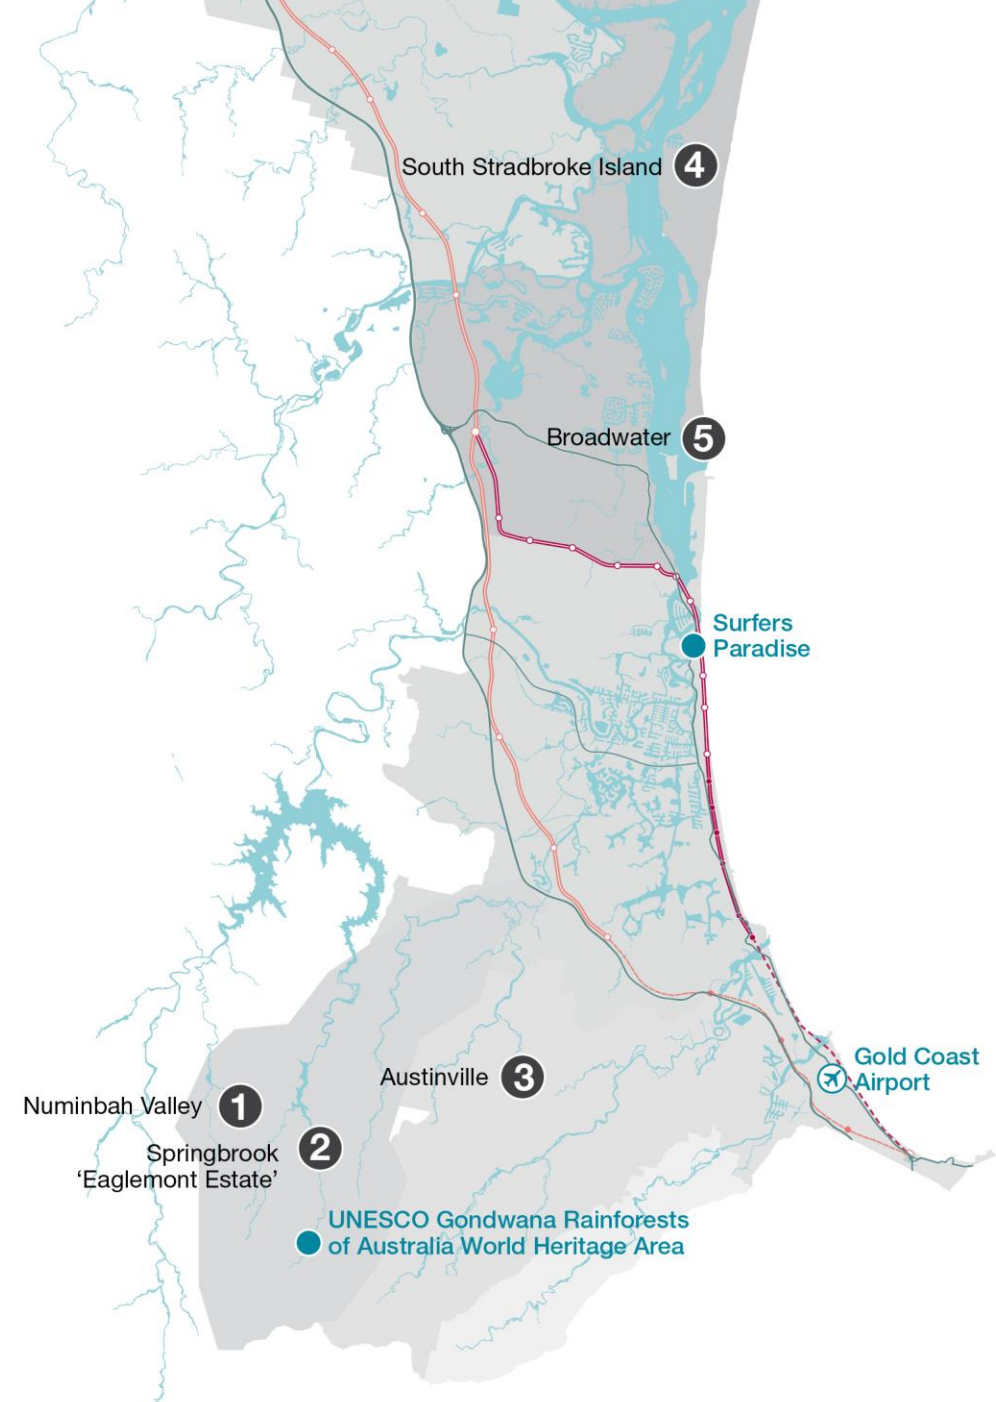 South Stradbroke Island 4
Broadwater 5
Surfers
Paradise
Gold Coast
Airport
Austinville 3
Numinbah Valley 1
Springbrook 2
‘Eaglemont Estate’
UNESCO Gondwana Rainforests
of Australia World Heritage Area